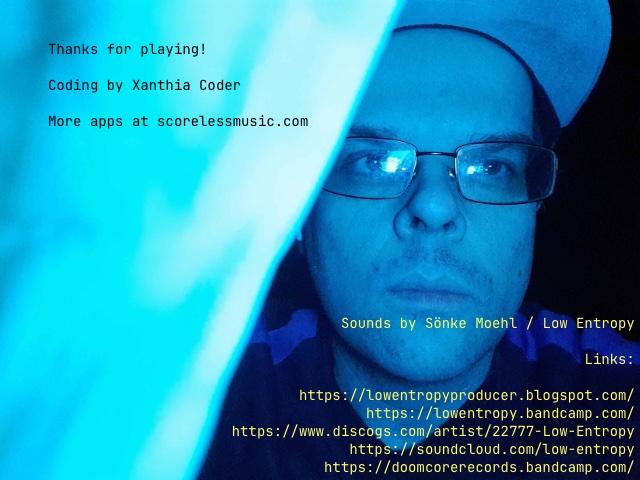 Thanks for playing!
Coding by Xanthia Coder
More apps at scorelessmusic.com
Sounds by Sönke Moehl / Low Entropy
Links:
https://lowentropyproducer.blogspot.com/
https://lowentropy.bandcamp.com/
https://www.discogs.com/artist/22777-Low-Entropy
https://soundcloud.com/low-entropy
https://doomcorerecords.bandcamp.com/